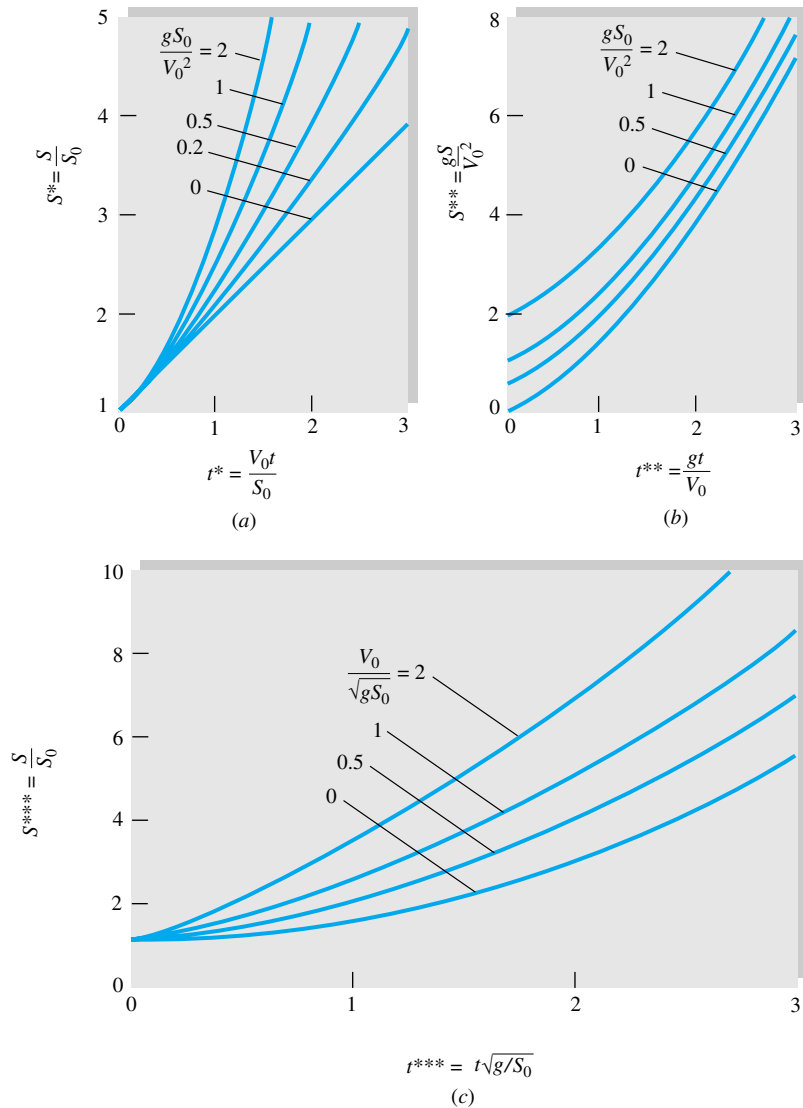 5
4
3
2
1
S* = S/S₀
gS₀/V₀² = 2
1
0.5
0.2
0
0 1 2 3
t* = V₀t/S₀
(a)
8
6
4
2
0
S** = gS/V₀²
gS₀/V₀² = 2
1
0.5
0
0 1 2 3
t** = gt/V₀
(b)
10
8
6
4
2
0
S*** = S/S₀
V₀/√gS₀ = 2
1
0.5
0
0 1 2 3
t*** = t√g/S₀
(c)